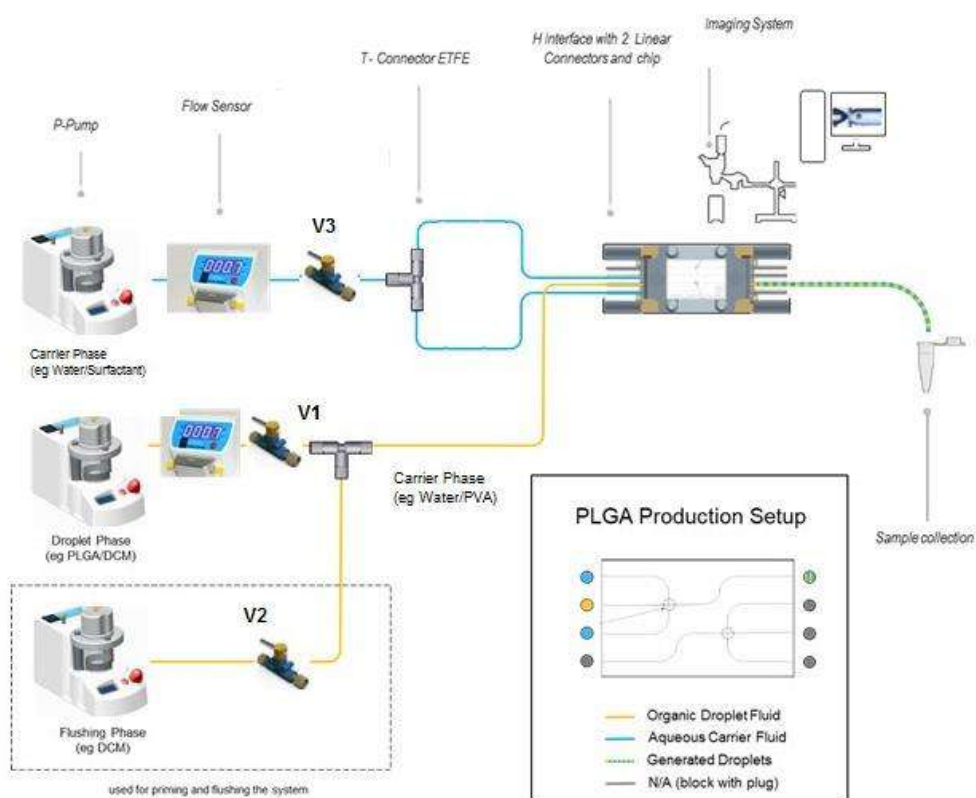 Imaging System
H Interface with 2 Linear
Connectors and chip
T- Connector ETFE
Flow Sensor
P-Pump
V3
Carrier Phase
(eg Water/Surfactant)
V1
Carrier Phase
(eg Water/PVA)
Droplet Phase
(eg PLGA/DCM)
Sample collection
V2
Flushing Phase
(eg DCM)
used for priming and flushing the system
PLGA Production Setup
Organic Droplet Fluid
Aqueous Carrier Fluid
Generated Droplets
N/A (block with plug)